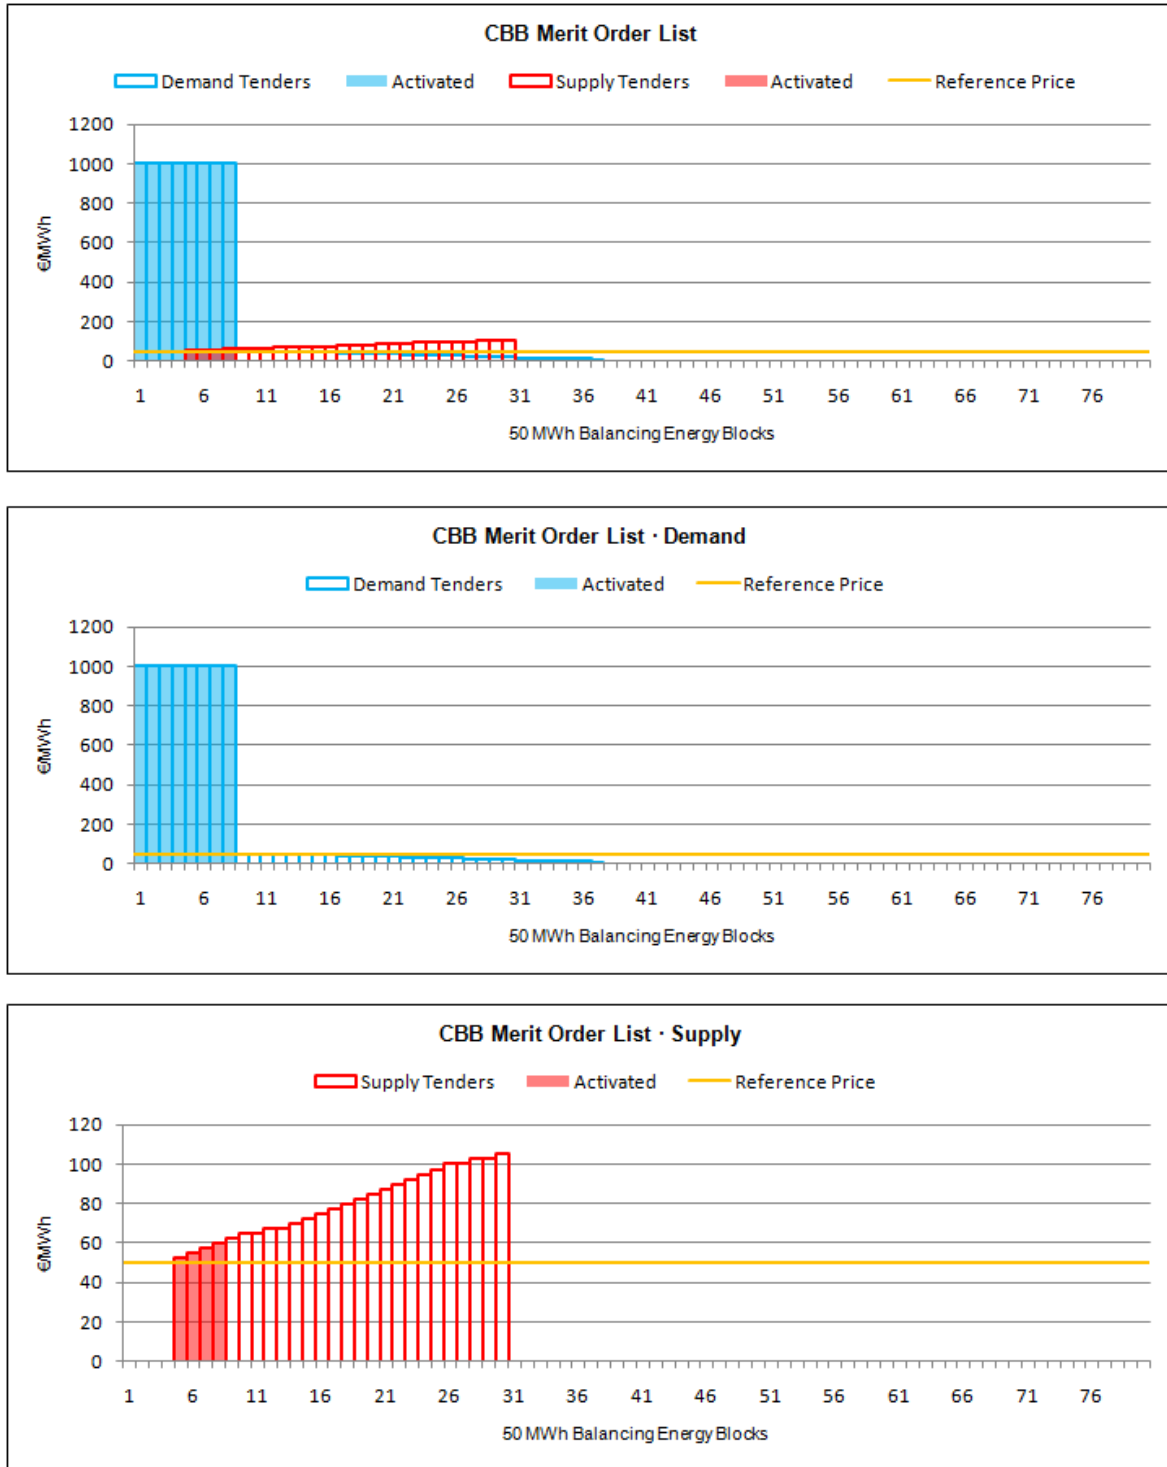 CBB Merit Order List
Demand Tenders Activated Supply Tenders Activated Reference Price
1200
1000
800
600
400
200
0
€/MWh
1 6 11 16 21 26 31 36 41 46 51 56 61 66 71 76
50 MWh Balancing Energy Blocks
CBB Merit Order List · Demand
Demand Tenders Activated Reference Price
1200
1000
800
600
400
200
0
€/MWh
1 6 11 16 21 26 31 36 41 46 51 56 61 66 71 76
50 MWh Balancing Energy Blocks
CBB Merit Order List · Supply
Supply Tenders Activated Reference Price
120
100
80
60
40
20
0
€/MWh
1 6 11 16 21 26 31 36 41 46 51 56 61 66 71 76
50 MWh Balancing Energy Blocks